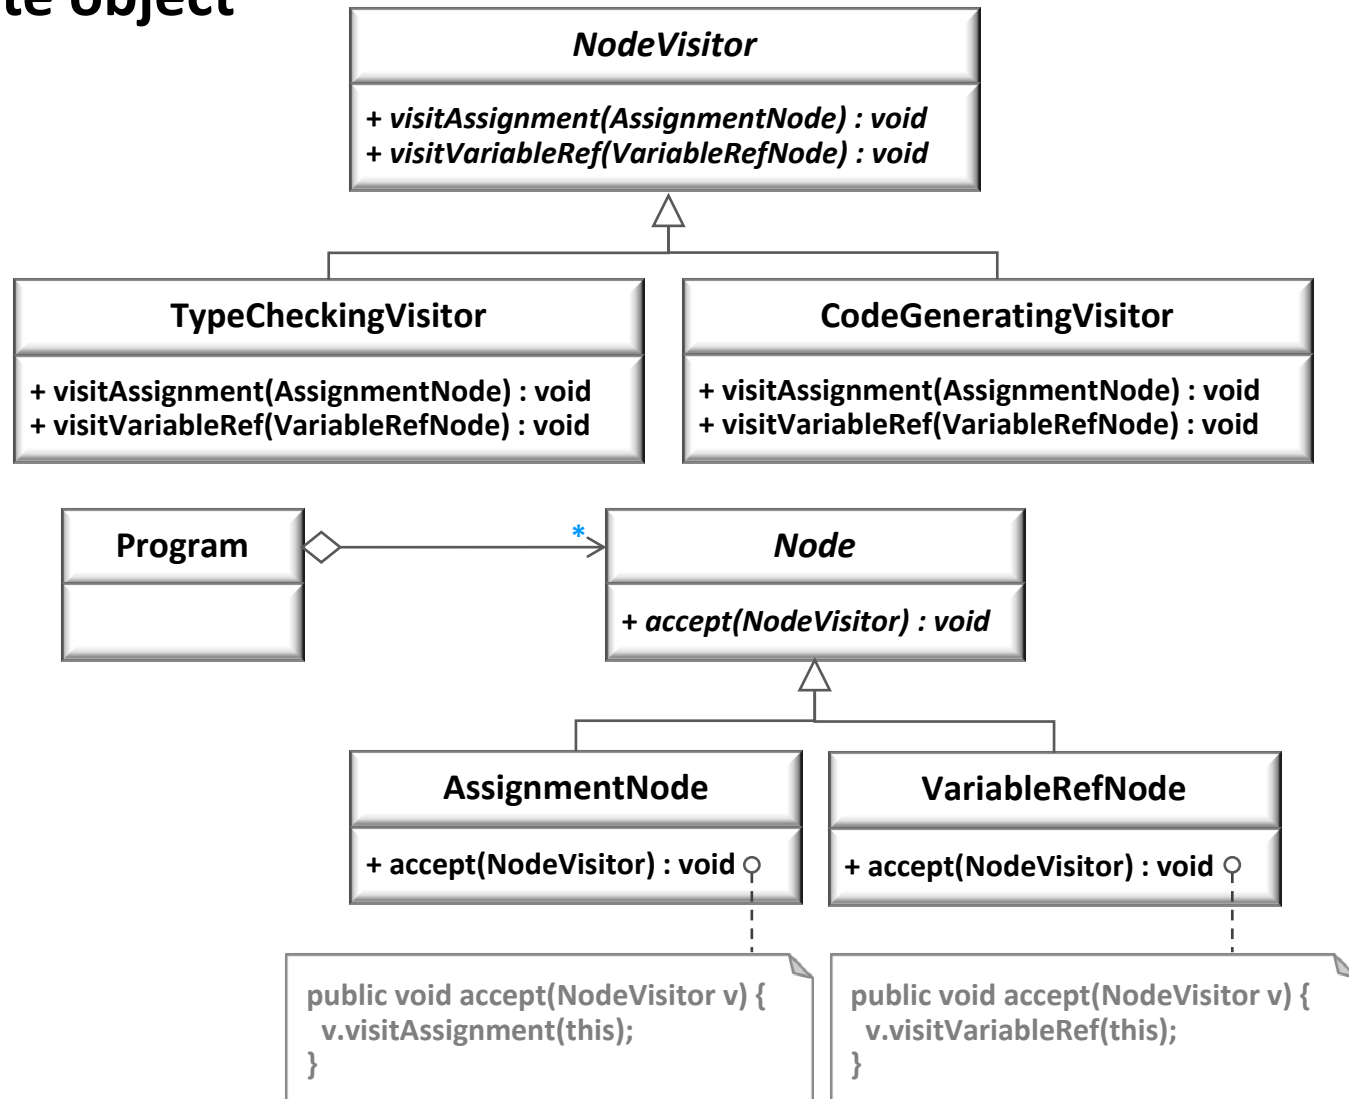 object
NodeVisitor
+ visitAssignment(AssignmentNode) : void
+ visitVariableRef(VariableRefNode) : void
TypeCheckingVisitor
+ visitAssignment(AssignmentNode) : void
+ visitVariableRef(VariableRefNode) : void
CodeGeneratingVisitor
+ visitAssignment(AssignmentNode) : void
+ visitVariableRef(VariableRefNode) : void
Program
*
Node
+ accept(NodeVisitor) : void
AssignmentNode
+ accept(NodeVisitor) : void
VariableRefNode
+ accept(NodeVisitor) : void
public void accept(NodeVisitor v) {
v.visitAssignment(this);
}
public void accept(NodeVisitor v) {
v.visitVariableRef(this);
}